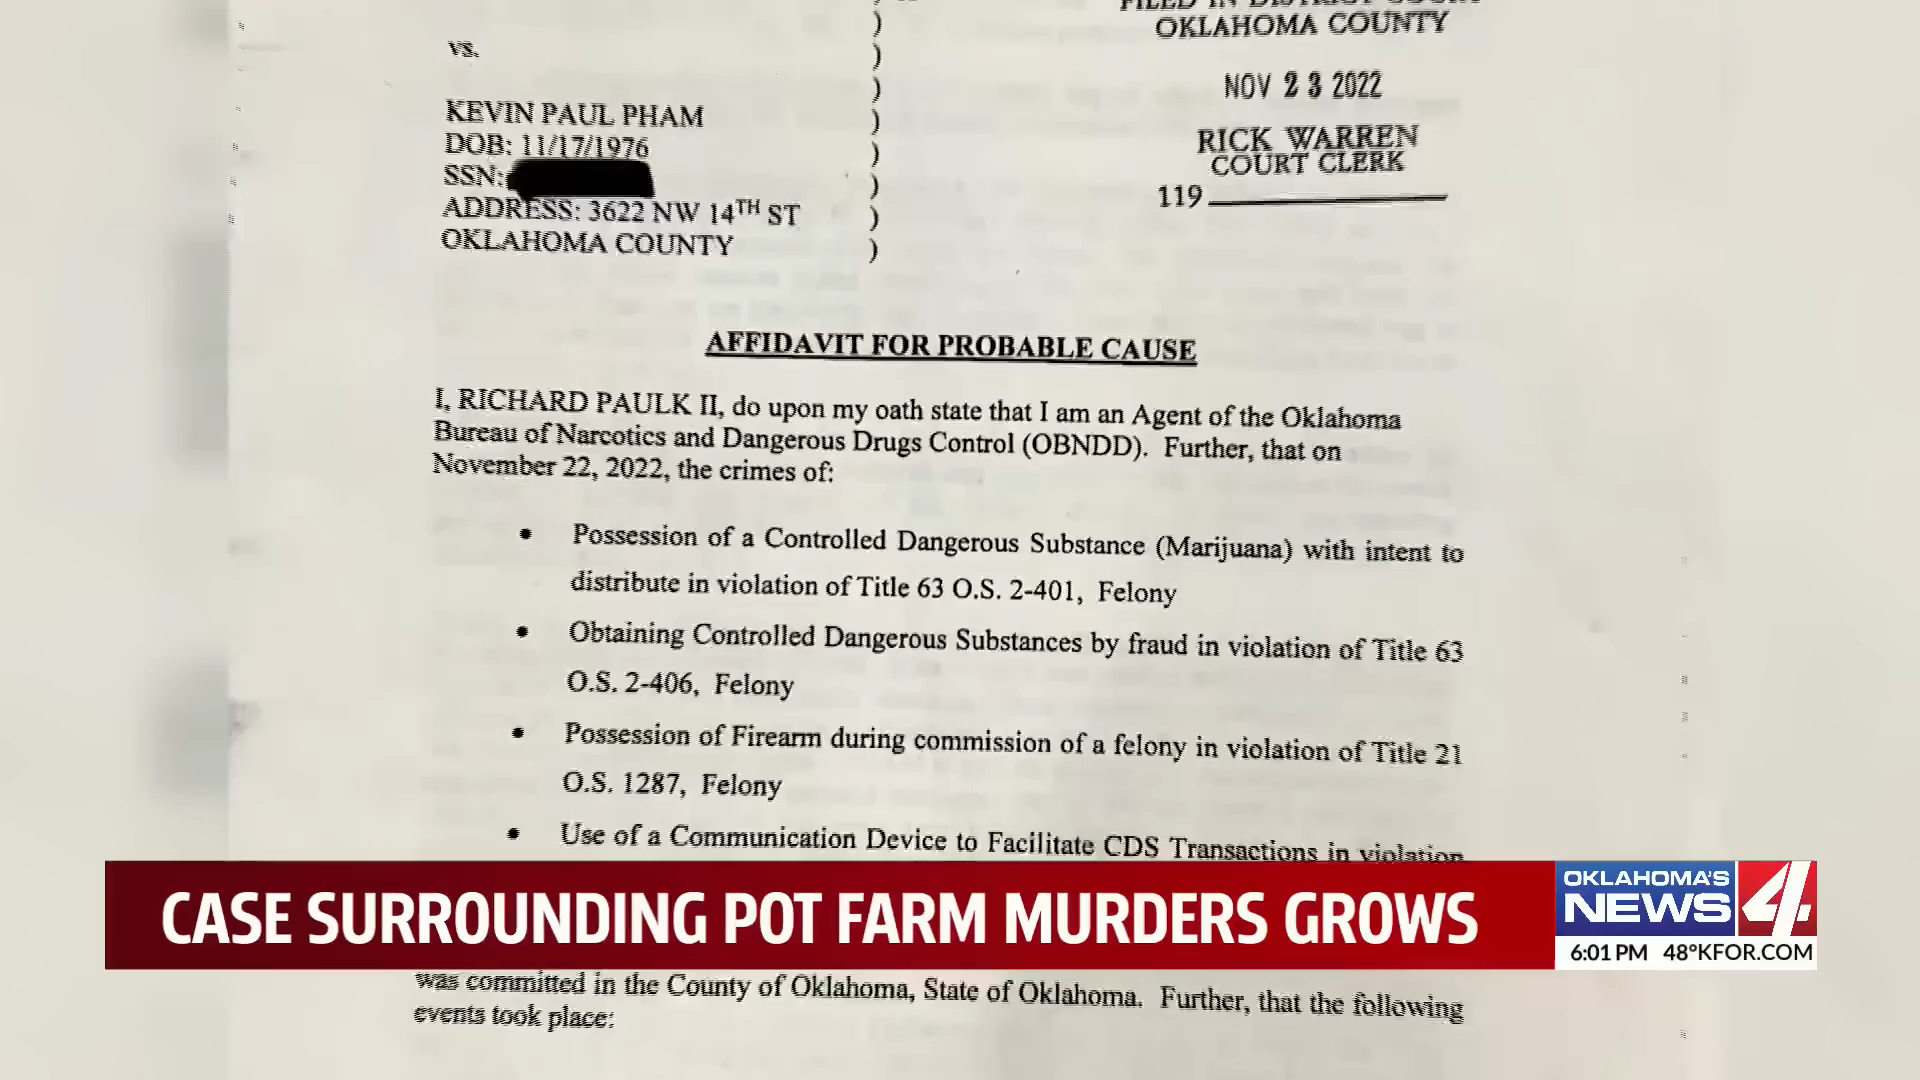 FILED IN DISTRICT COURT
OKLAHOMA COUNTY
vs.
NOV 23 2022
KEVIN PAUL PHAM
DOB: 11/17/1976
SSN:
ADDRESS: 3622 NW 14TH ST
OKLAHOMA COUNTY
RICK WARREN
COURT CLERK
119
AFFIDAVIT FOR PROBABLE CAUSE
I, RICHARD PAULK II, do upon my oath state that I am an Agent of the Oklahoma
Bureau of Narcotics and Dangerous Drugs Control (OBNDD). Further, that on
November 22, 2022, the crimes of:
• Possession of a Controlled Dangerous Substance (Marijuana) with intent to
distribute in violation of Title 63 O.S. 2-401, Felony
• Obtaining Controlled Dangerous Substances by fraud in violation of Title 63
O.S. 2-406, Felony
• Possession of Firearm during commission of a felony in violation of Title 21
O.S. 1287, Felony
• Use of a Communication Device to Facilitate CDS Transactions in violation
CASE SURROUNDING POT FARM MURDERS GROWS
OKLAHOMA'S
NEWS 4
6:01 PM 48° KFOR.COM
was committed in the County of Oklahoma, State of Oklahoma. Further, that the following
events took place: